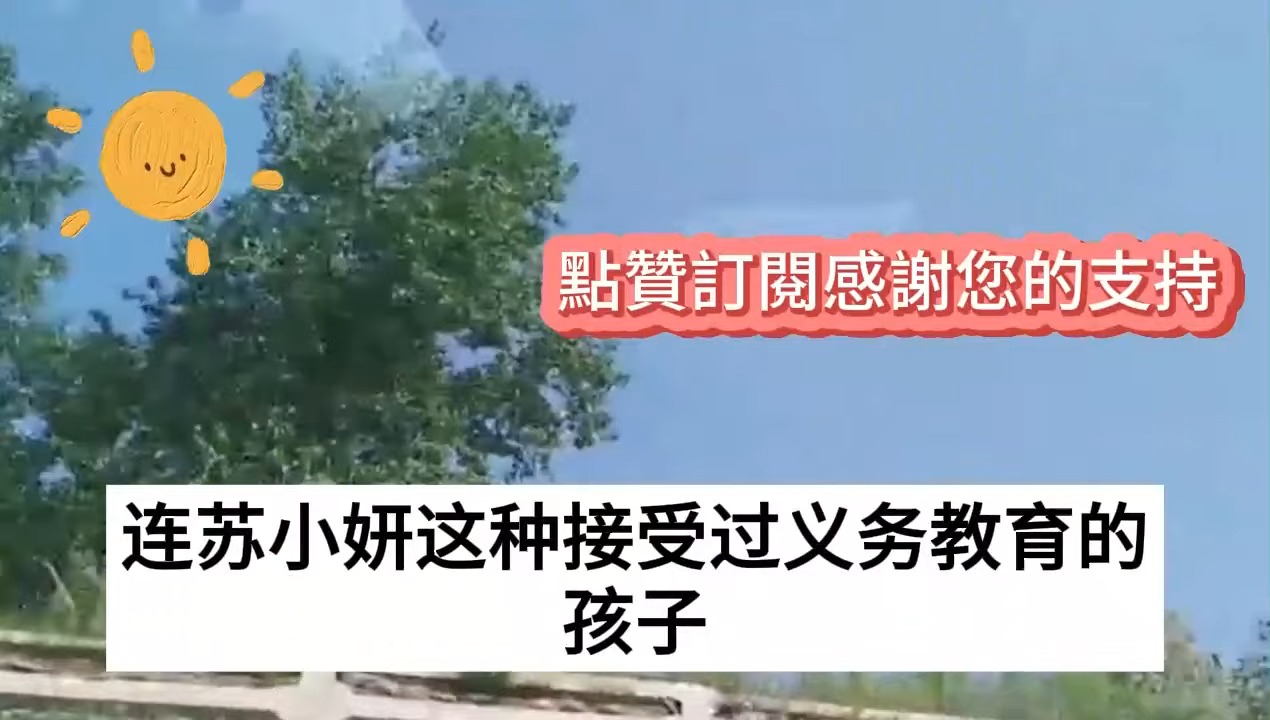 點贊訂閱感謝您的支持
连苏小妍这种接受过义务教育的
孩子